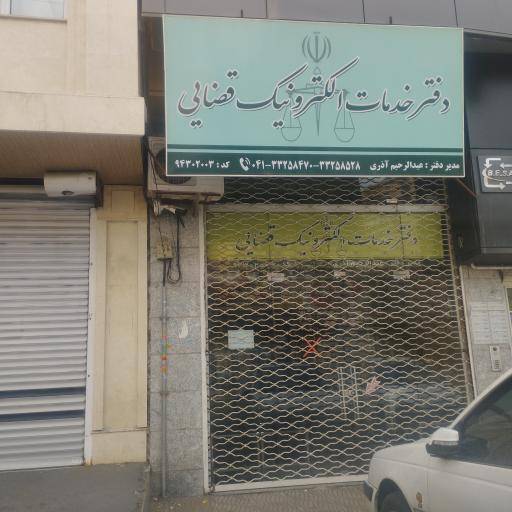 دفتر خدمات الکترونیک قضایی
مدیر دفتر : عبدالرحیم آذری ۰۴۱-۳۳۲۵۸۴۷۰-۳۳۲۵۸۵۲۸ کد : ۹۴۳۰۲۰۰۳
دفتر خدمات الکترونیک قضایی
B.E.S.A